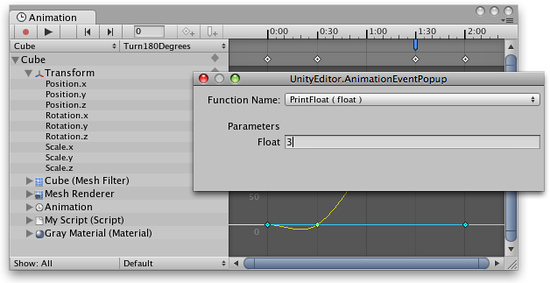 Animation
0
0:00 0:30 1:00 1:30 2:00
Cube Turn180Degrees
Cube
Transform
Position.x
Position.y
Position.z
Rotation.x
Rotation.y
Rotation.z
Scale.x
Scale.y
Scale.z
Cube (Mesh Filter)
Mesh Renderer
Animation
My Script (Script)
Gray Material (Material)
Show: All Default
UnityEditor.AnimationEventPopup
Function Name: PrintFloat ( float )
Parameters
Float 3
50
0